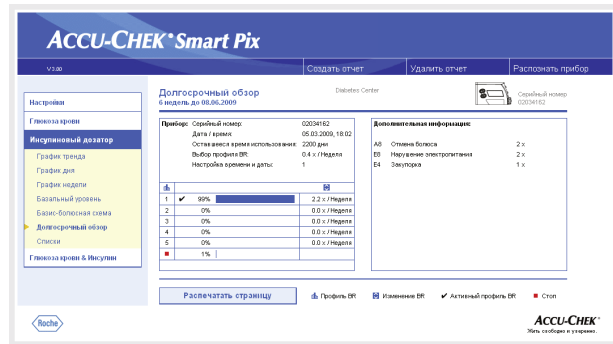 ACCU-CHEK® Smart Pix
V 3.00
Создать отчет
Удалить отчет
Распознать прибор
Настройки
Глюкоза крови
Инсулиновый дозатор
График тренда
График дня
График недели
Базальный уровень
Базис-болюсная схема
Долгосрочный обзор
Списки
Глюкоза крови & Инсулин
Долгосрочный обзор
6 недель до 08.06.2009
Diabetes Center
Серийный номер
02034162
Прибор: Серийный номер: 02034162
Дата / время: 05.03.2009, 18:02
Оставшееся время использования: 2200 дни
Выбор профиля BR: 0.4 x / Неделя
Настройка времени и даты: 1
1 ✔ 99% 2.2 x / Неделя
2 0% 0.0 x / Неделя
3 0% 0.0 x / Неделя
4 0% 0.0 x / Неделя
5 0% 0.0 x / Неделя
1%
Дополнительная информация:
A8 Отмена болюса 2 x
E8 Нарушение электропитания 2 x
E4 Закупорка 1 x
Распечатать страницу
Профиль BR
Изменение BR
✔ Активный профиль BR
Стоп
Roche
ACCU-CHEK®
Жить свободно и уверенно.